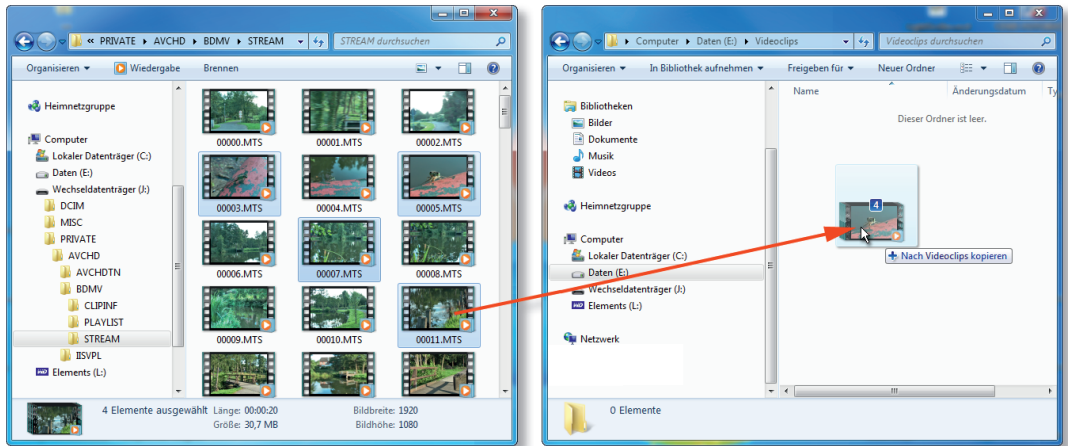 « PRIVATE ▸ AVCHD ▸ BDMV ▸ STREAM
STREAM durchsuchen
Organisieren
Wiedergabe
Brennen
Heimnetzgruppe
Computer
Lokaler Datenträger (C:)
Daten (E:)
Wechseldatenträger (J:)
DCIM
MISC
PRIVATE
AVCHD
AVCHDTN
BDMV
CLIPINF
PLAYLIST
STREAM
IISVPL
Elements (L:)
00000.MTS
00001.MTS
00002.MTS
00003.MTS
00004.MTS
00005.MTS
00006.MTS
00007.MTS
00008.MTS
00009.MTS
00010.MTS
00011.MTS
4 Elemente ausgewählt
Länge: 00:00:20
Größe: 30,7 MB
Bildbreite: 1920
Bildhöhe: 1080
▸ Computer ▸ Daten (E:) ▸ Videoclips
Videoclips durchsuchen
Organisieren
In Bibliothek aufnehmen
Freigeben für
Neuer Ordner
Bibliotheken
Bilder
Dokumente
Musik
Videos
Heimnetzgruppe
Computer
Lokaler Datenträger (C:)
Daten (E:)
Wechseldatenträger (J:)
Elements (L:)
Netzwerk
Name
Änderungsdatum
Ty
Dieser Ordner ist leer.
4
Nach Videoclips kopieren
0 Elemente